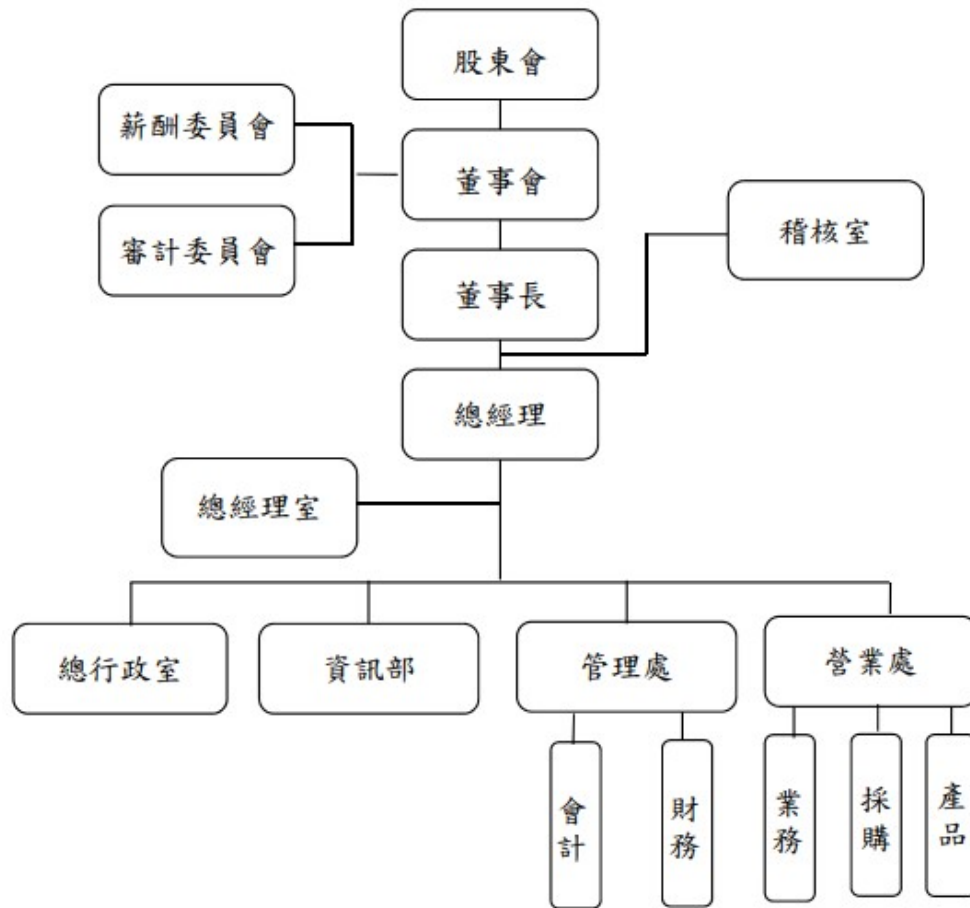 股東會
薪酬委員會
董事會
審計委員會
稽核室
董事長
總經理
總經理室
總行政室
資訊部
管理處
營業處
會計
財務
業務
採購
產品